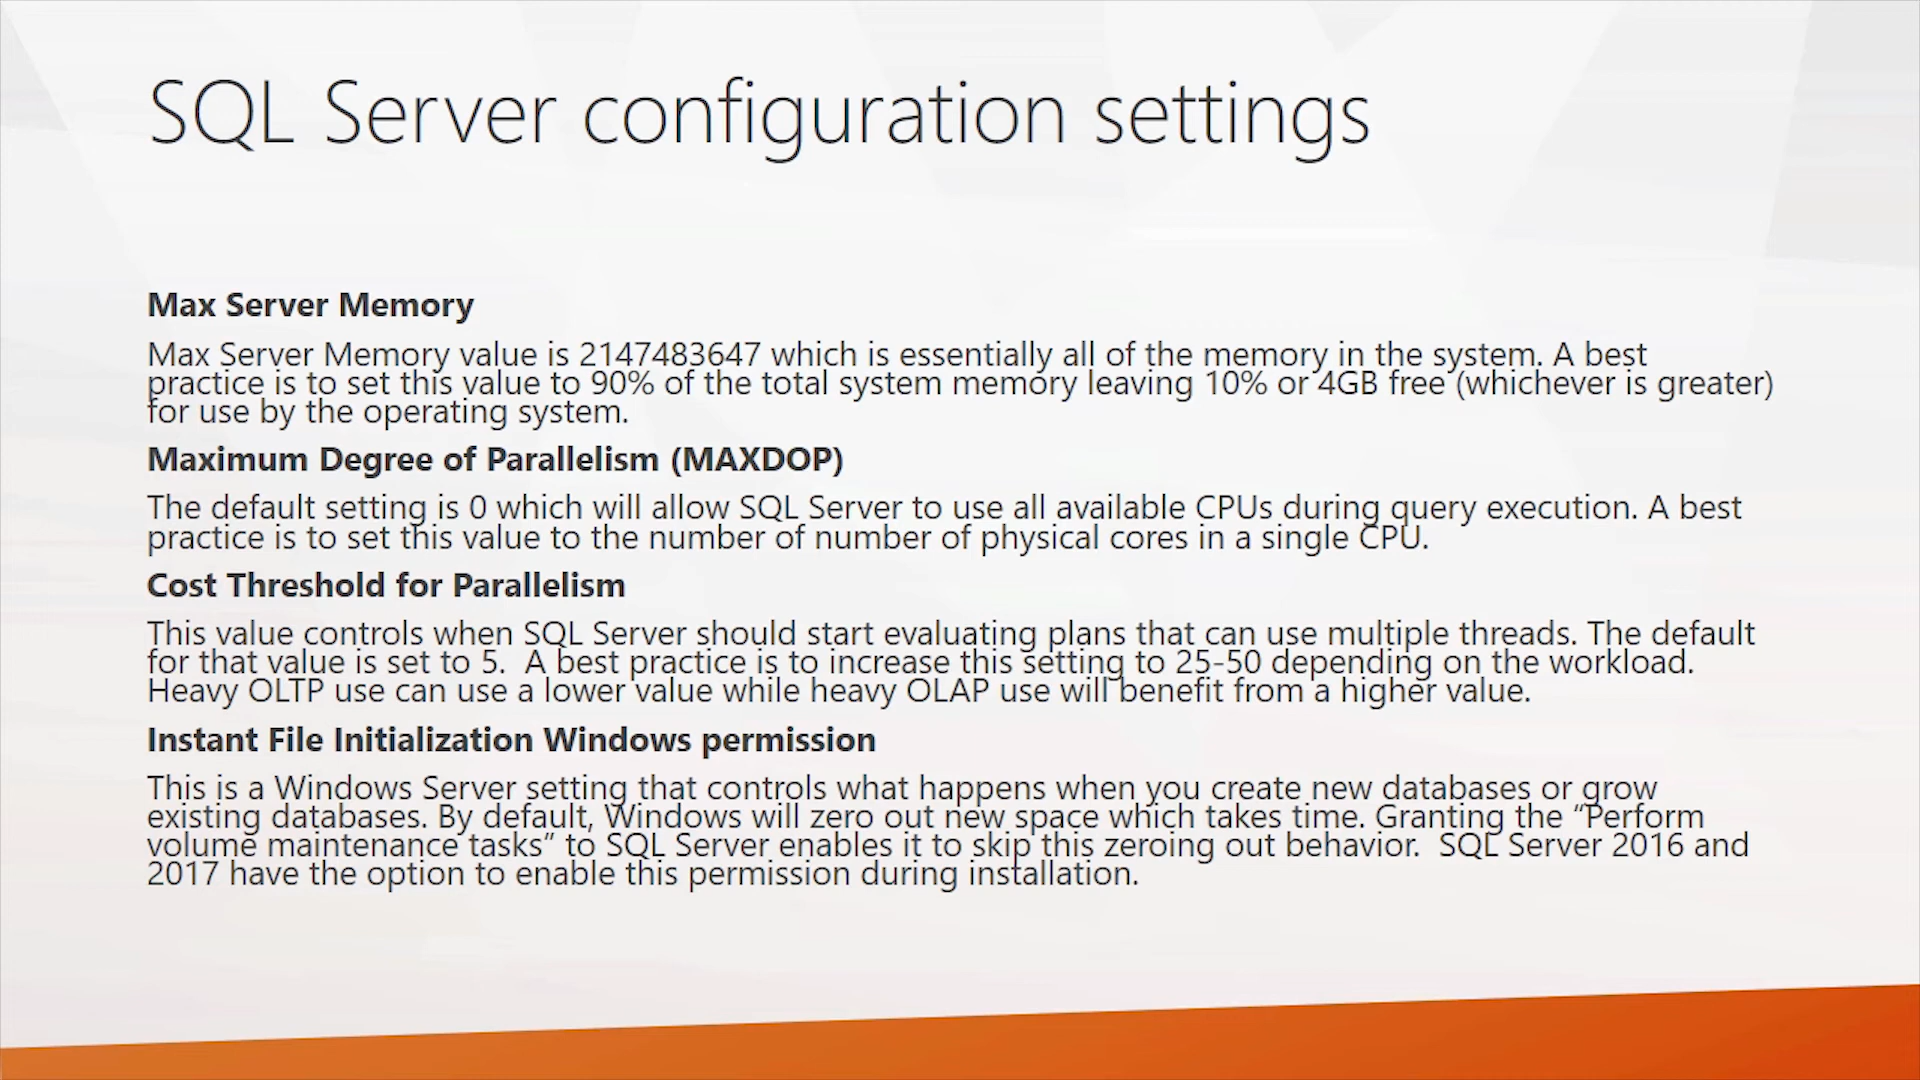 SQL Server configuration settings
Max Server Memory
Max Server Memory value is 2147483647 which is essentially all of the memory in the system. A best
practice is to set this value to 90% of the total system memory leaving 10% or 4GB free (whichever is greater)
for use by the operating system.
Maximum Degree of Parallelism (MAXDOP)
The default setting is 0 which will allow SQL Server to use all available CPUs during query execution. A best
practice is to set this value to the number of number of physical cores in a single CPU.
Cost Threshold for Parallelism
This value controls when SQL Server should start evaluating plans that can use multiple threads. The default
for that value is set to 5.  A best practice is to increase this setting to 25-50 depending on the workload.
Heavy OLTP use can use a lower value while heavy OLAP use will benefit from a higher value.
Instant File Initialization Windows permission
This is a Windows Server setting that controls what happens when you create new databases or grow
existing databases. By default, Windows will zero out new space which takes time. Granting the “Perform
volume maintenance tasks” to SQL Server enables it to skip this zeroing out behavior.  SQL Server 2016 and
2017 have the option to enable this permission during installation.